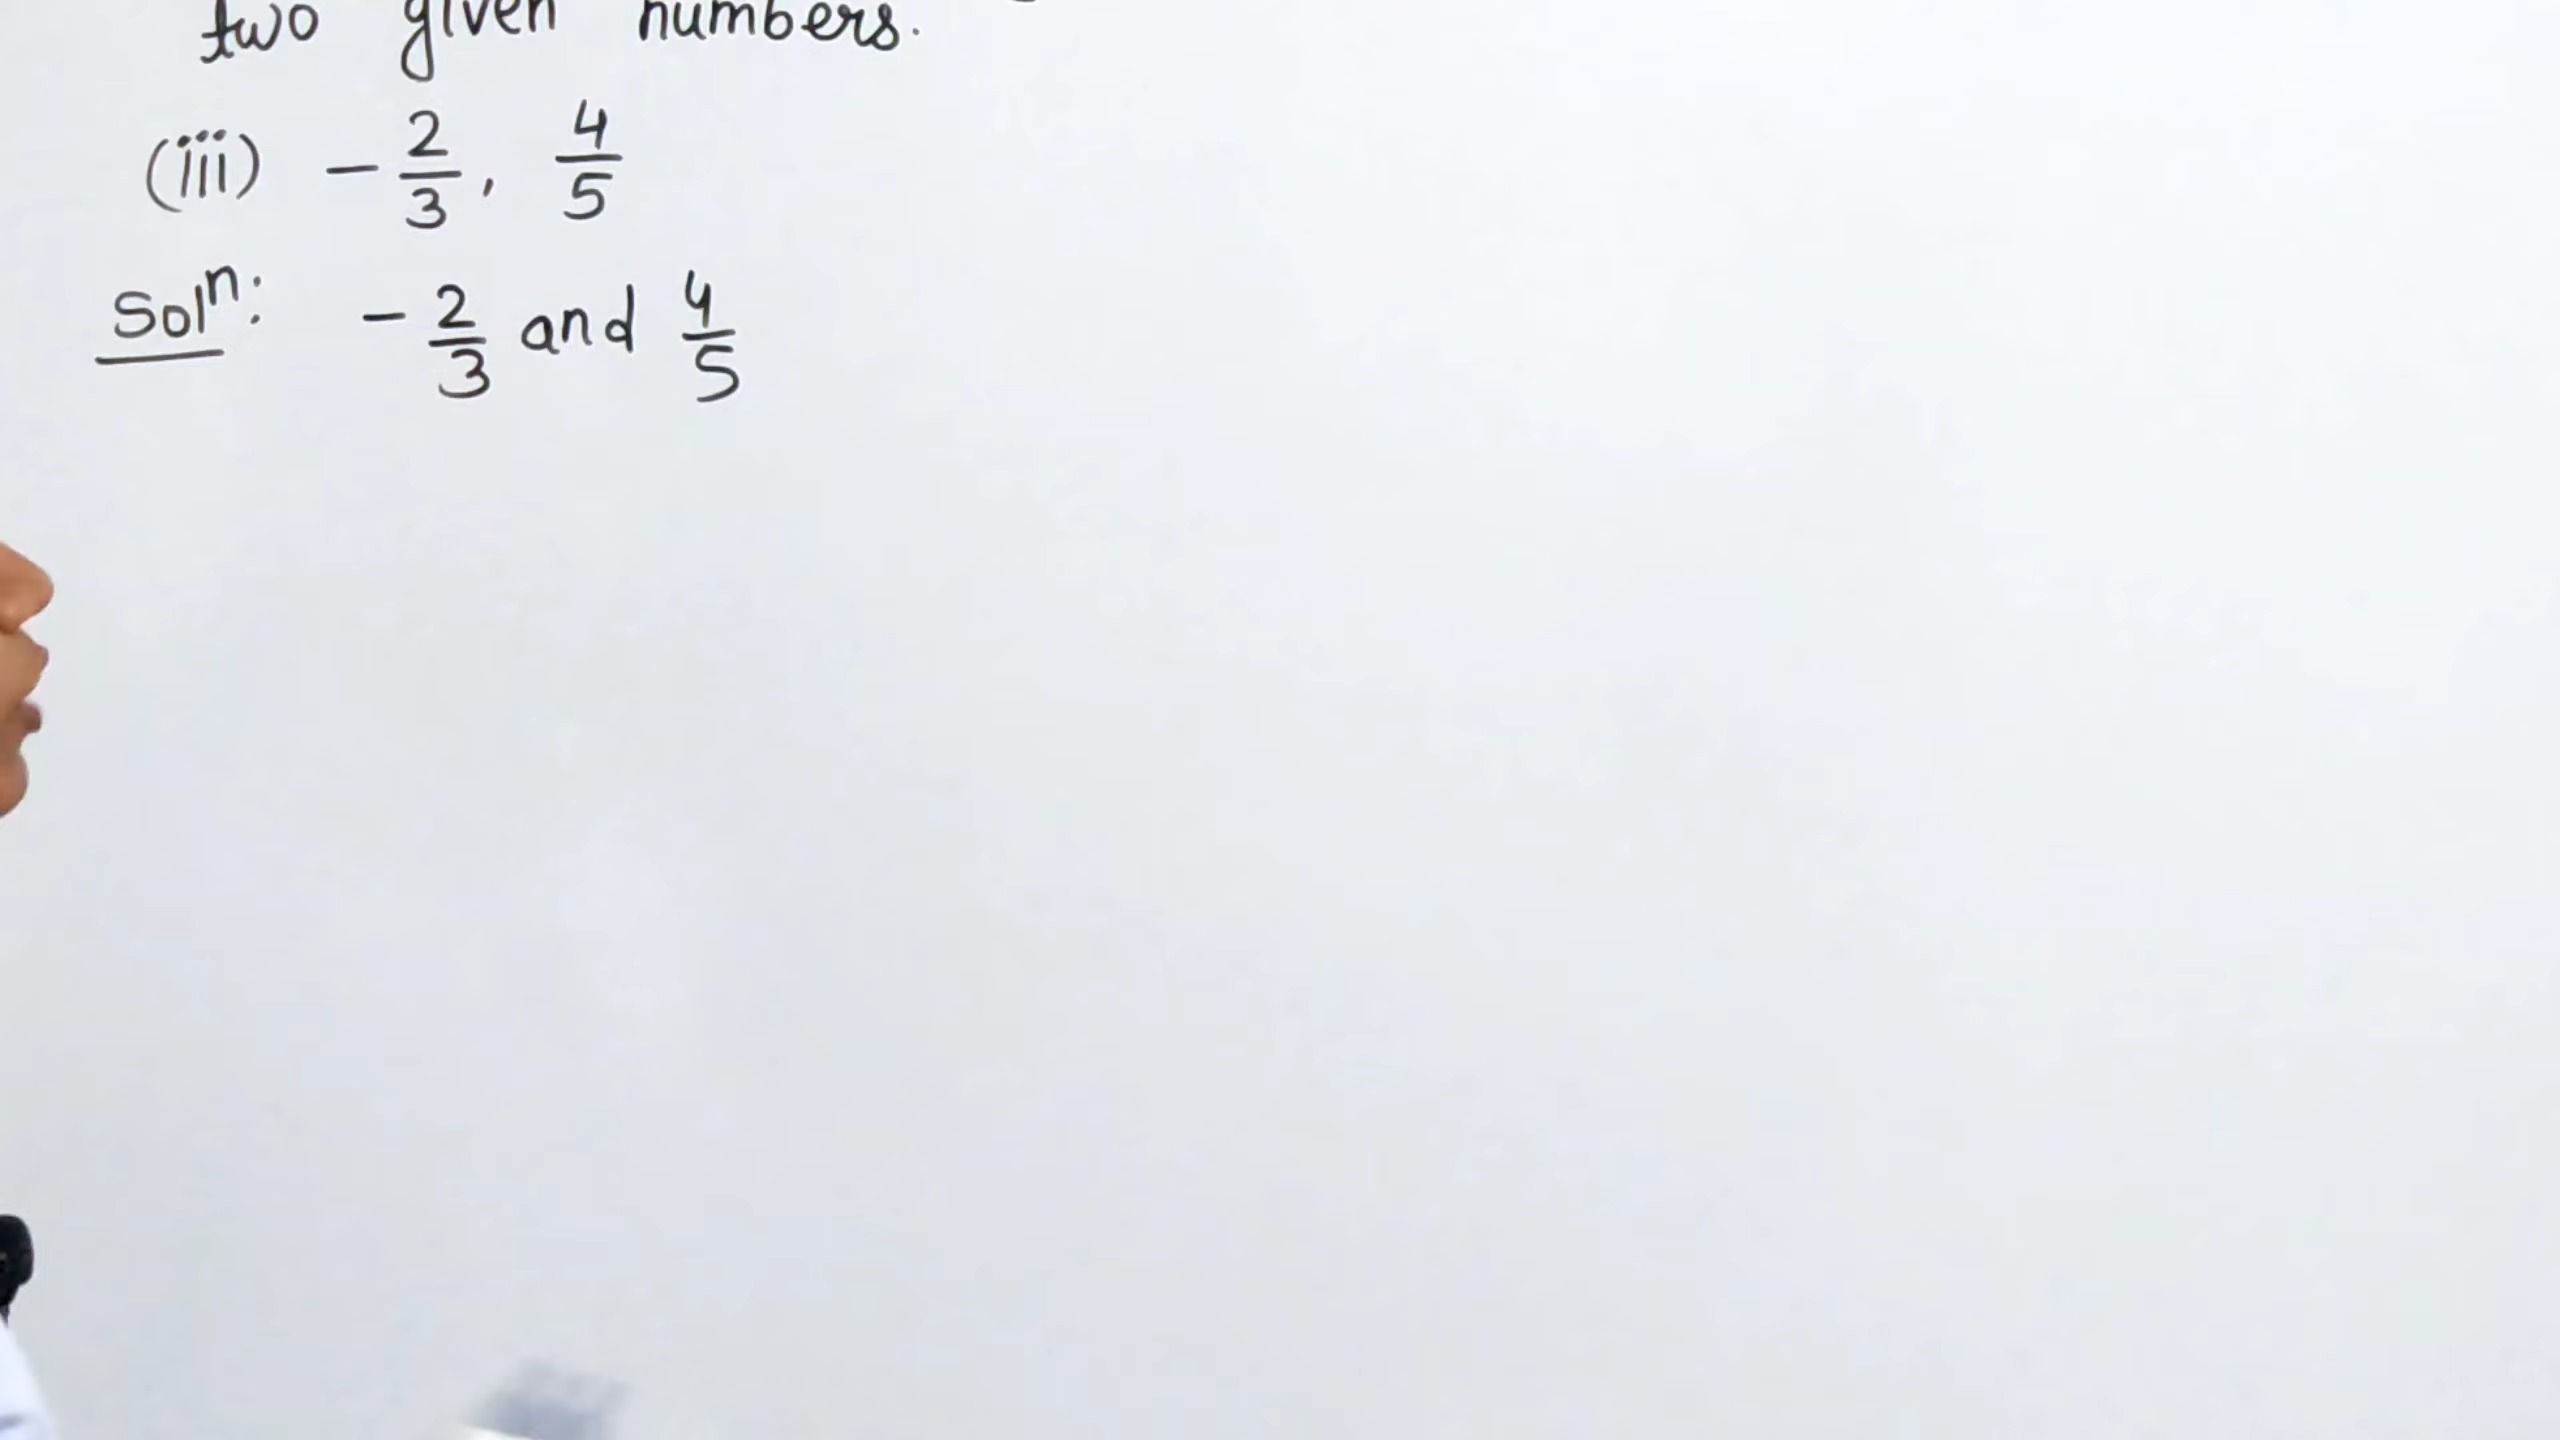 two given numbers.
(iii) - 2/3, 4/5
Solⁿ: - 2/3 and 4/5